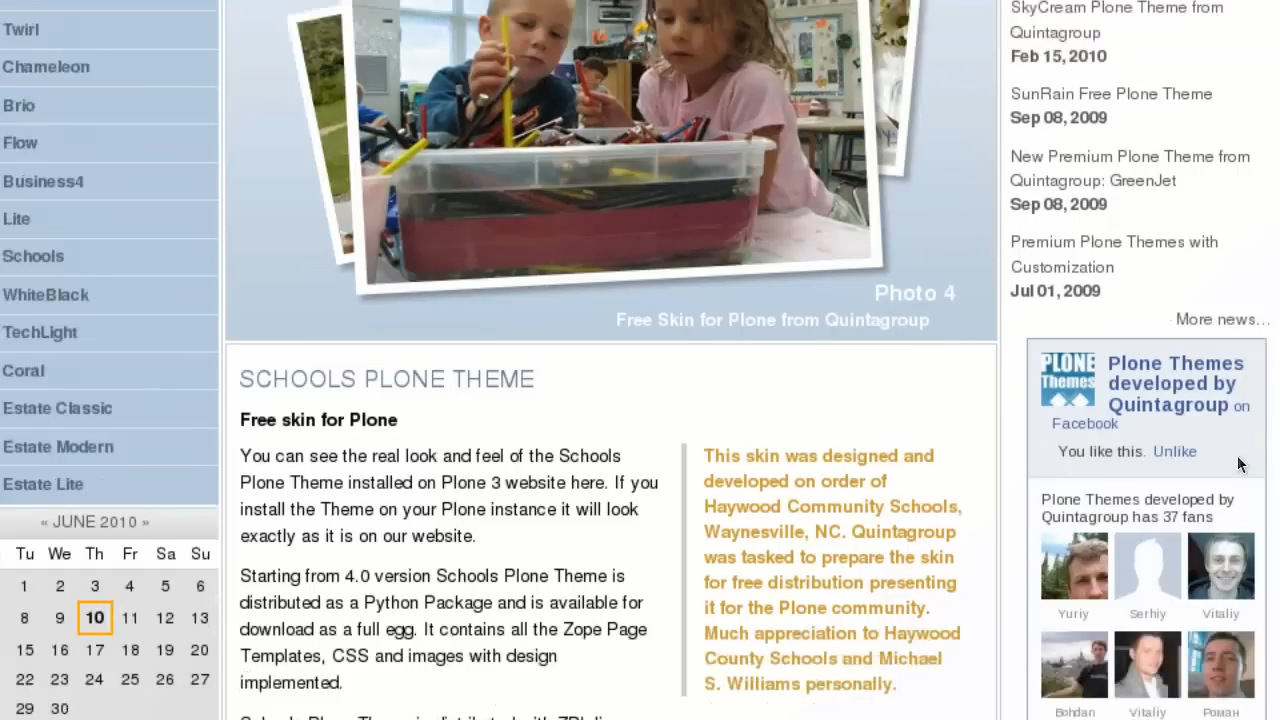 Twirl
Chameleon
Brio
Flow
Business4
Lite
Schools
WhiteBlack
TechLight
Coral
Estate Classic
Estate Modern
Estate Lite
« JUNE 2010 »
Tu We Th Fr Sa Su
1 2 3 4 5 6
8 9 10 11 12 13
15 16 17 18 19 20
22 23 24 25 26 27
29 30
Photo 4
Free Skin for Plone from Quintagroup
SCHOOLS PLONE THEME
Free skin for Plone
You can see the real look and feel of the Schools
Plone Theme installed on Plone 3 website here. If you
install the Theme on your Plone instance it will look
exactly as it is on our website.
Starting from 4.0 version Schools Plone Theme is
distributed as a Python Package and is available for
download as a full egg. It contains all the Zope Page
Templates, CSS and images with design
implemented.
This skin was designed and
developed on order of
Haywood Community Schools,
Waynesville, NC. Quintagroup
was tasked to prepare the skin
for free distribution presenting
it for the Plone community.
Much appreciation to Haywood
County Schools and Michael
S. Williams personally.
SkyCream Plone Theme from
Quintagroup
Feb 15, 2010
SunRain Free Plone Theme
Sep 08, 2009
New Premium Plone Theme from
Quintagroup: GreenJet
Sep 08, 2009
Premium Plone Themes with
Customization
Jul 01, 2009
More news…
PLONE
Themes
Plone Themes
developed by
Quintagroup on
Facebook
You like this. Unlike
Plone Themes developed by
Quintagroup has 37 fans
Yuriy Serhiy Vitaliy
Bohdan Vitaliy Роман